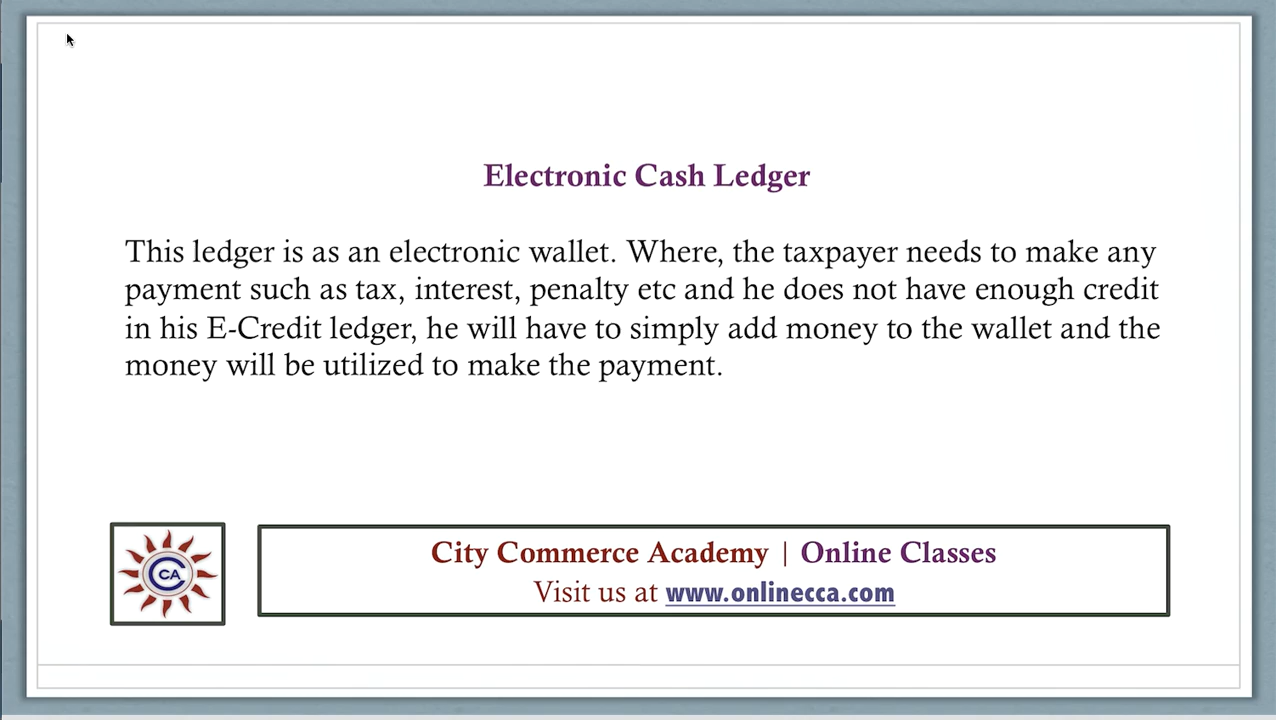 Electronic Cash Ledger
This ledger is as an electronic wallet. Where, the taxpayer needs to make any
payment such as tax, interest, penalty etc and he does not have enough credit
in his E-Credit ledger, he will have to simply add money to the wallet and the
money will be utilized to make the payment.
CA
City Commerce Academy | Online Classes
Visit us at www.onlinecca.com